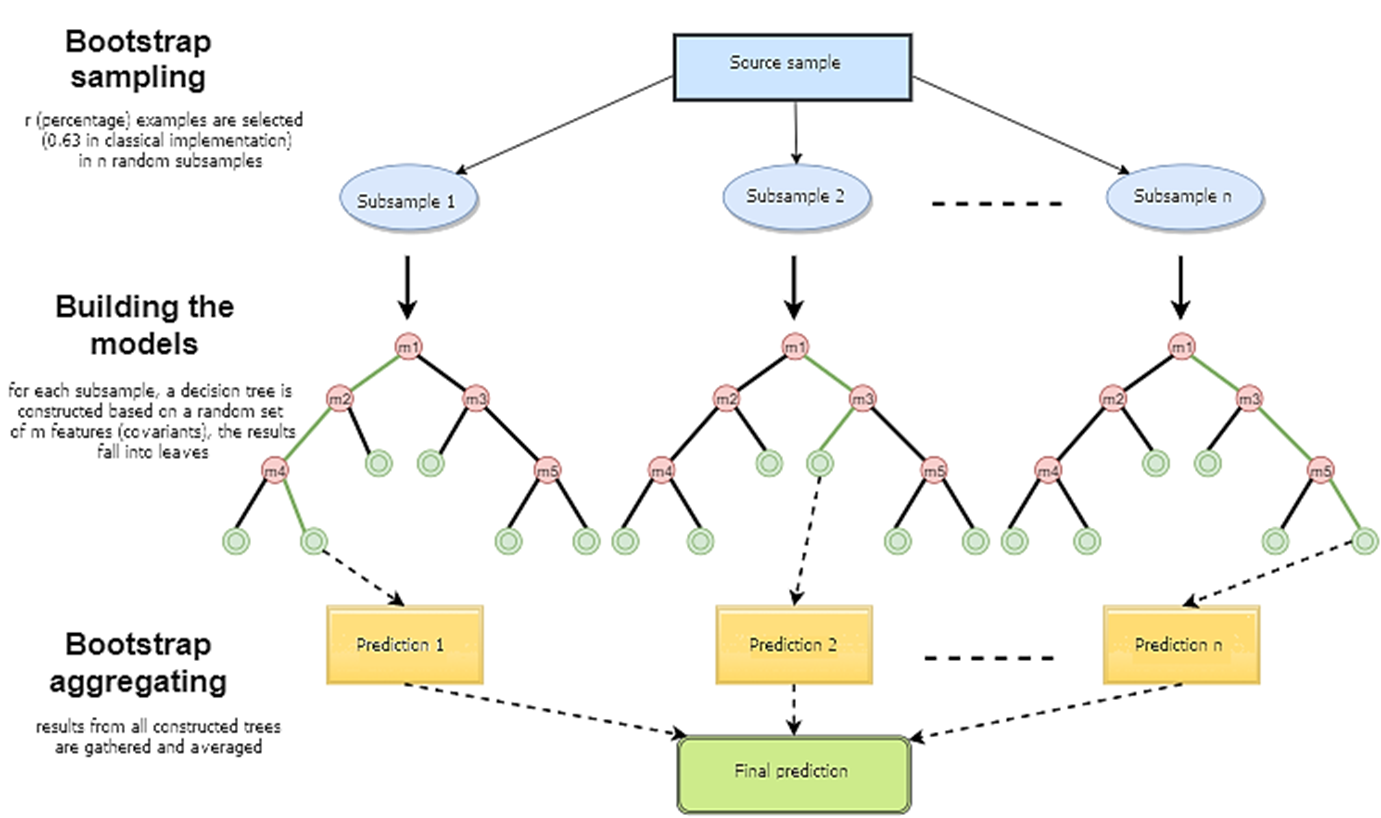 Bootstrap
sampling
r (percentage) examples are selected
(0.63 in classical implementation)
in n random subsamples
Source sample
Subsample 1
Subsample 2
Subsample n
Building the
models
for each subsample, a decision tree is
constructed based on a random set
of m features (covariants), the results
fall into leaves
m1
m2
m3
m4
m5
m1
m2
m3
m4
m5
m1
m2
m3
m4
m5
Bootstrap
aggregating
results from all constructed trees
are gathered and averaged
Prediction 1
Prediction 2
Prediction n
Final prediction